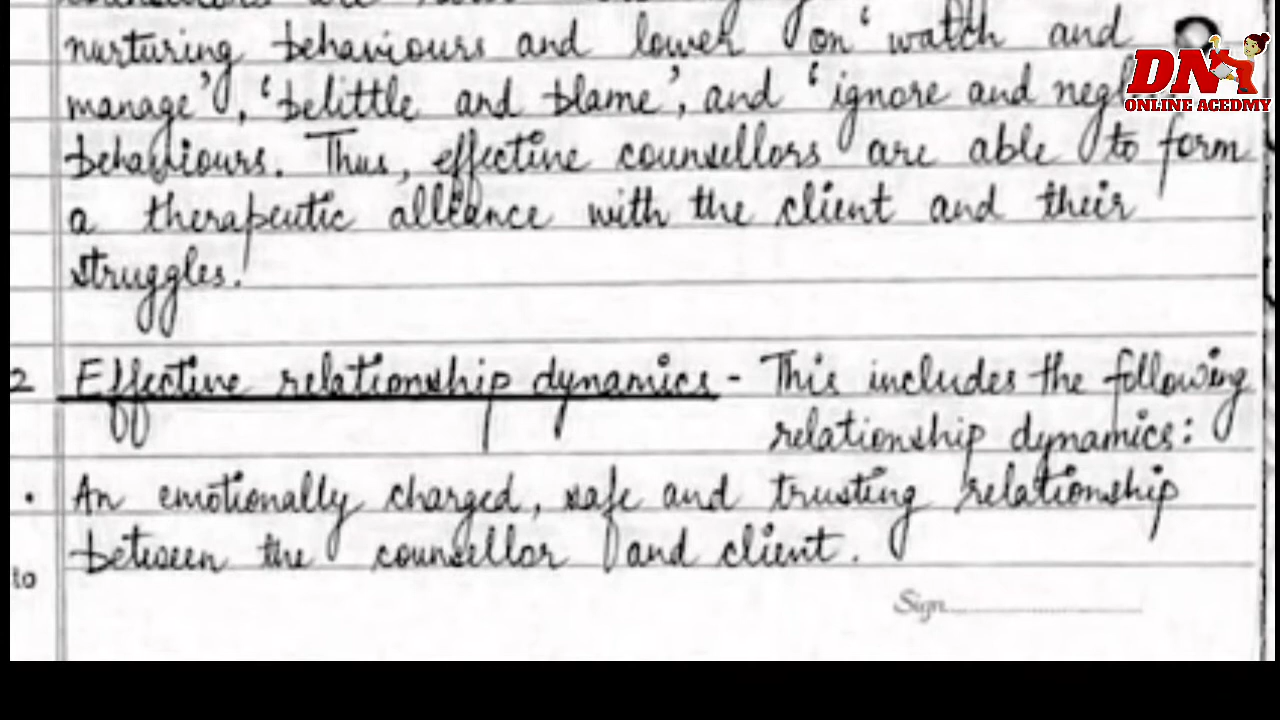 nurturing behaviours and lower on 'watch and
manage', 'belittle and blame', and 'ignore and
behaviours. Thus, effective counsellors are able to form
a therapeutic alliance with the client and their
struggles.
2 Effective relationship dynamics - This includes the following
relationship dynamics:
• An emotionally charged, safe and trusting relationship
between the counsellor and client.
to
Sign
DN
ONLINE ACEDMY